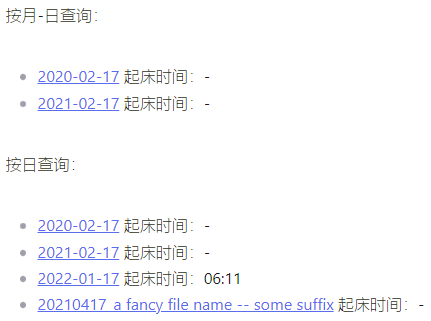 按月-日查询：
2020-02-17 起床时间：-
2021-02-17 起床时间：-
按日查询：
2020-02-17 起床时间：-
2021-02-17 起床时间：-
2022-01-17 起床时间：06:11
20210417_a fancy file name -- some suffix 起床时间：-